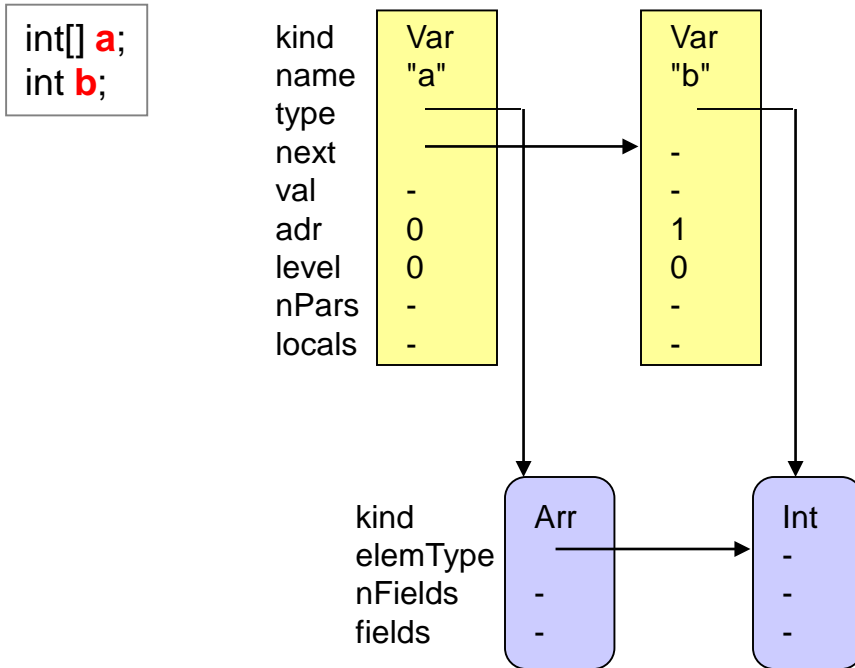 int[] a;
int b;
kind Var Var
name "a" "b"
type
next -
val - -
adr 0 1
level 0 0
nPars - -
locals - -
kind Arr Int
elemType -
nFields - -
fields - -